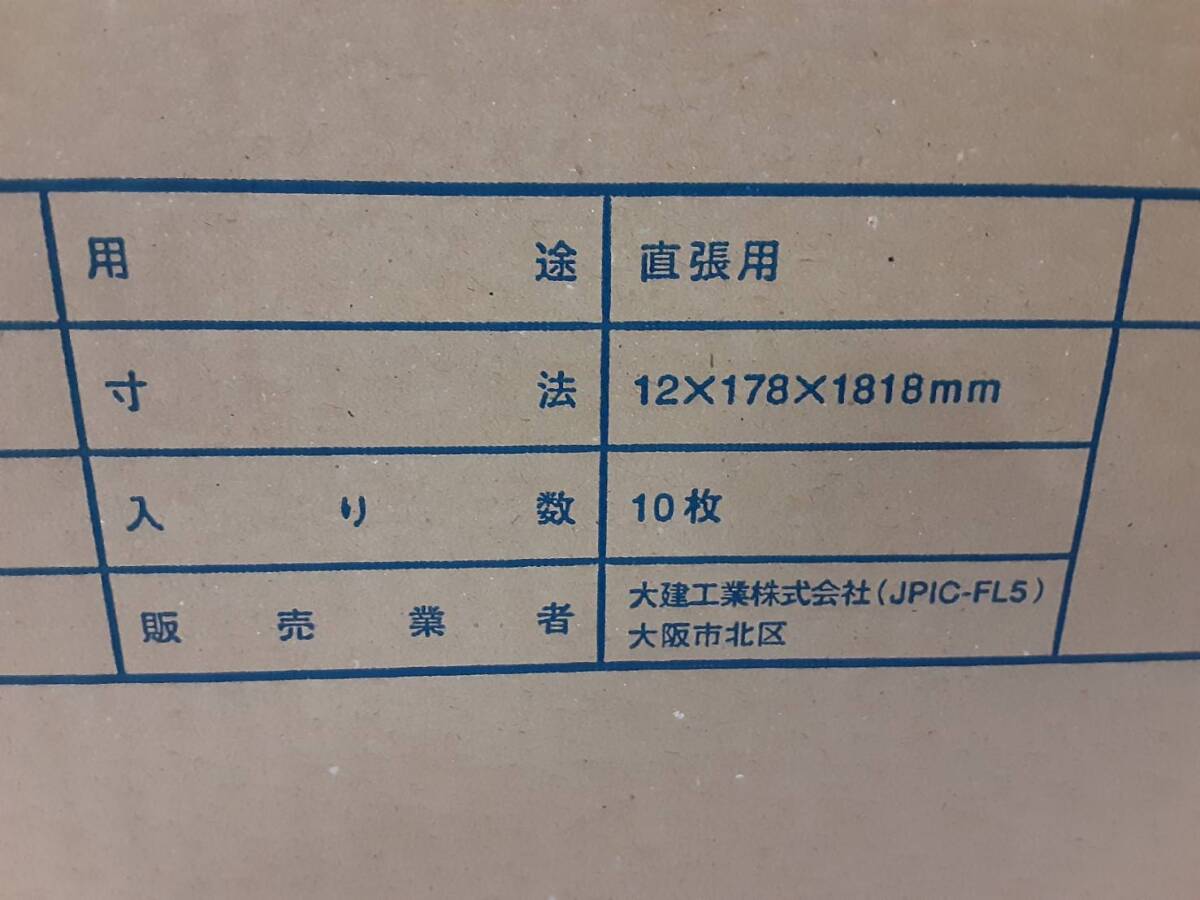 用途 直張用
寸法 12×178×1818mm
入り数 10枚
販売業者 大建工業株式会社(JPIC-FL5)
大阪市北区